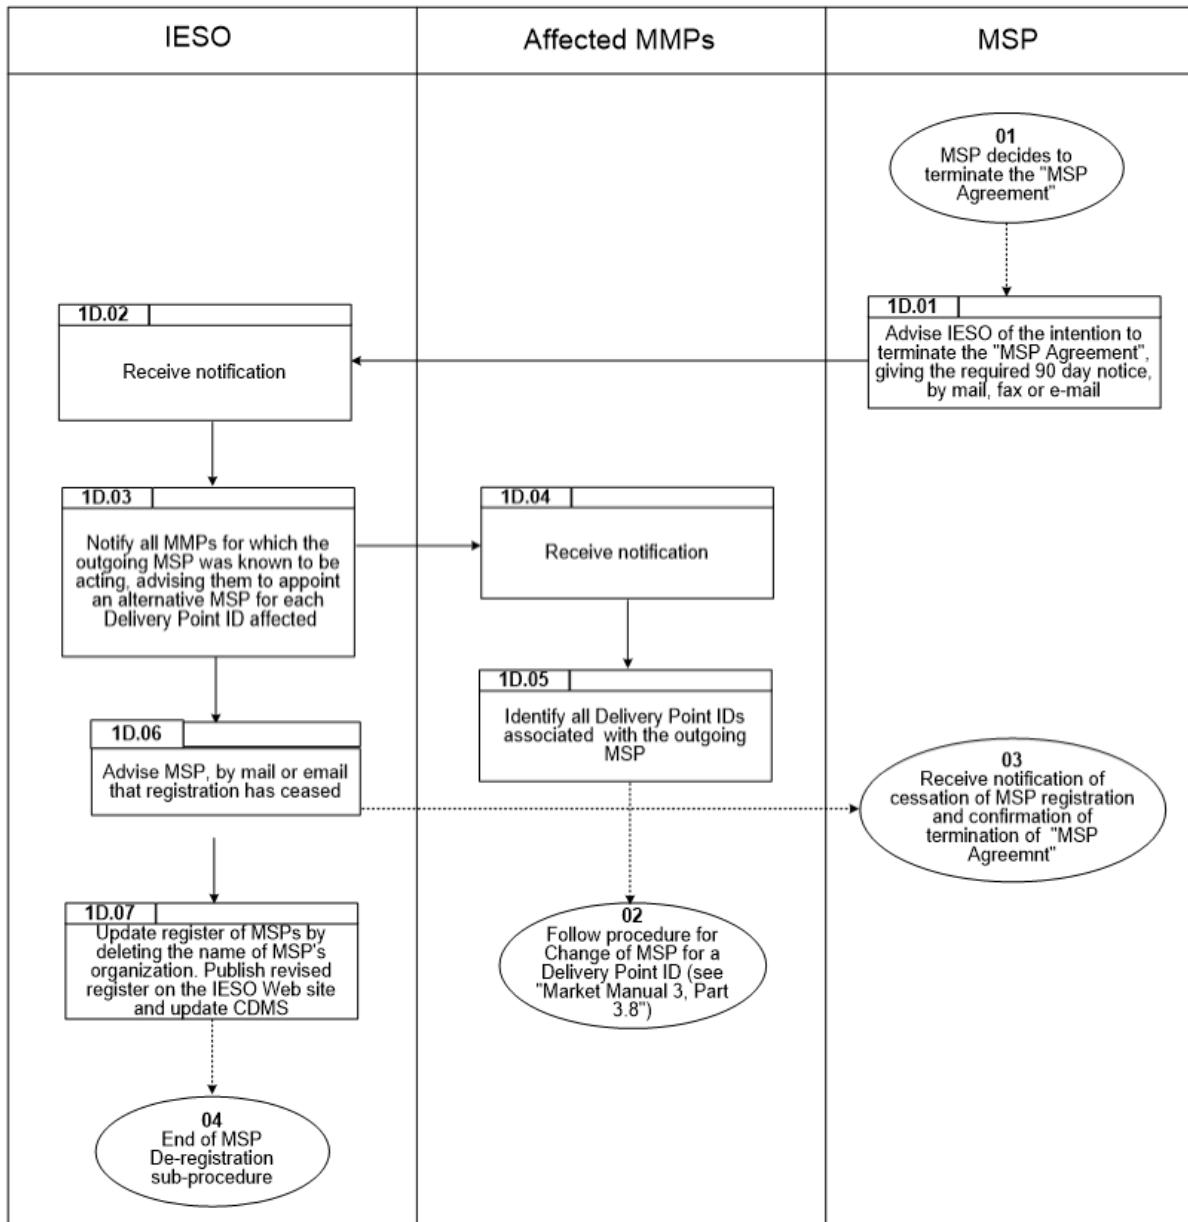 IESO
Affected MMPs
MSP
01
MSP decides to
terminate the "MSP
Agreement"
1D.01
Advise IESO of the intention to
terminate the "MSP Agreement",
giving the required 90 day notice,
by mail, fax or e-mail
1D.02
Receive notification
1D.03
Notify all MMPs for which the
outgoing MSP was known to be
acting, advising them to appoint
an alternative MSP for each
Delivery Point ID affected
1D.04
Receive notification
1D.05
Identify all Delivery Point IDs
associated with the outgoing
MSP
1D.06
Advise MSP, by mail or email
that registration has ceased
03
Receive notification of
cessation of MSP registration
and confirmation of
termination of "MSP
Agreemnt"
1D.07
Update register of MSPs by
deleting the name of MSP's
organization. Publish revised
register on the IESO Web site
and update CDMS
02
Follow procedure for
Change of MSP for a
Delivery Point ID (see
"Market Manual 3, Part
3.8")
04
End of MSP
De-registration
sub-procedure